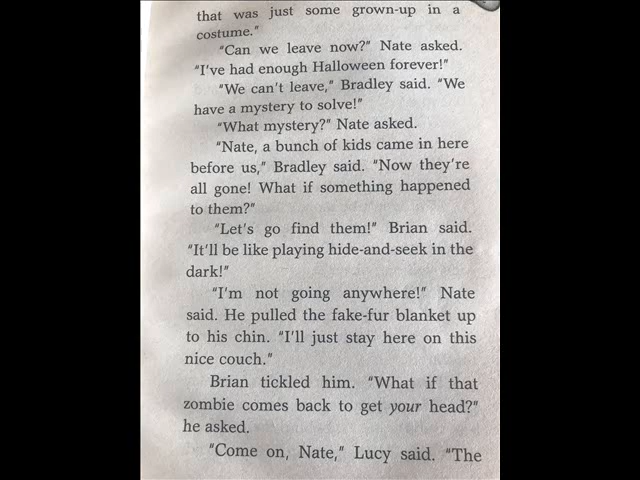 that was just some grown-up in a
costume."
"Can we leave now?" Nate asked.
"I've had enough Halloween forever!"
"We can't leave," Bradley said. "We
have a mystery to solve!"
"What mystery?" Nate asked.
"Nate, a bunch of kids came in here
before us," Bradley said. "Now they're
all gone! What if something happened
to them?"
"Let's go find them!" Brian said.
"It'll be like playing hide-and-seek in the
dark!"
"I'm not going anywhere!" Nate
said. He pulled the fake-fur blanket up
to his chin. "I'll just stay here on this
nice couch."
Brian tickled him. "What if that
zombie comes back to get your head?"
he asked.
"Come on, Nate," Lucy said. "The